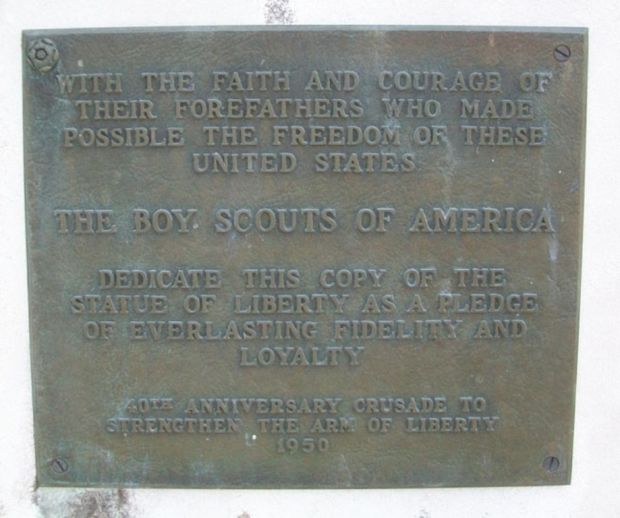 WITH THE FAITH AND COURAGE OF
THEIR FOREFATHERS WHO MADE
POSSIBLE THE FREEDOM OF THESE
UNITED STATES
THE BOY SCOUTS OF AMERICA
DEDICATE THIS COPY OF THE
STATUE OF LIBERTY AS A PLEDGE
OF EVERLASTING FIDELITY AND
LOYALTY
40TH ANNIVERSARY CRUSADE TO
STRENGTHEN THE ARM OF LIBERTY
1950